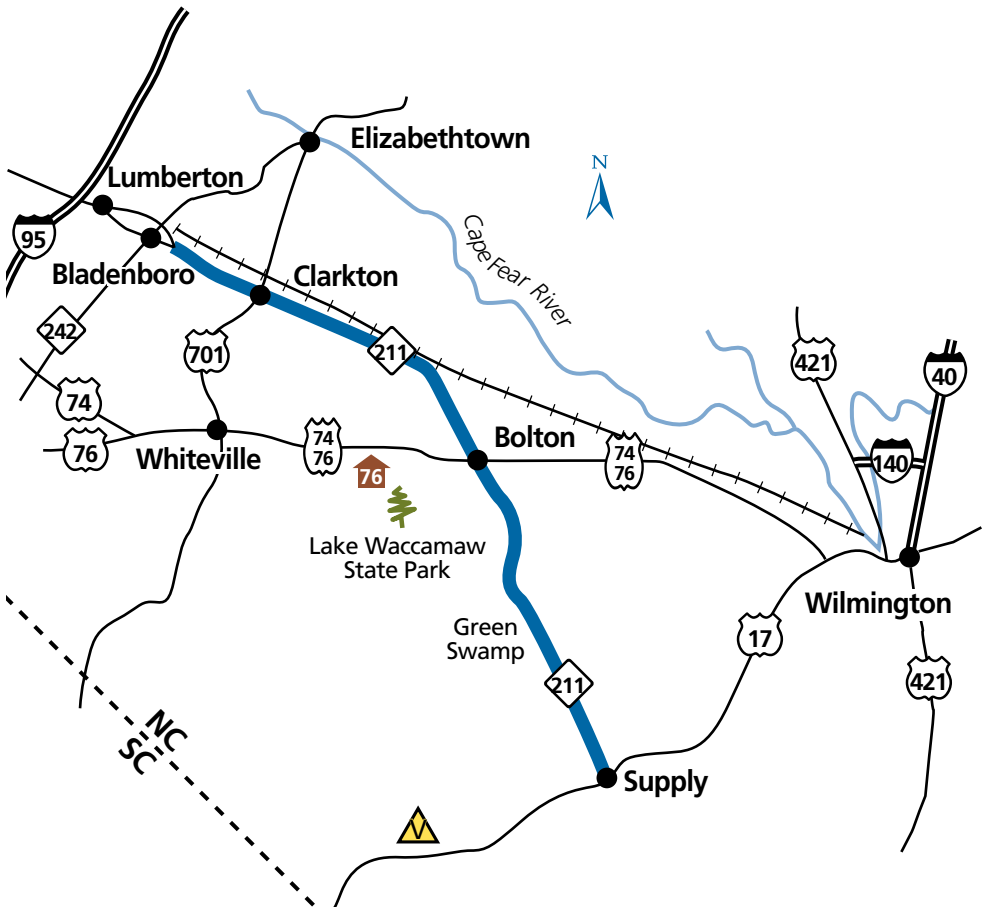 Elizabethtown
N
Lumberton
95
Cape Fear River
Bladenboro
Clarkton
242
701
211
421
40
74
76
Whiteville
74
76
76
Bolton
74
76
140
Lake Waccamaw
State Park
Wilmington
Green
Swamp
17
211
421
NC
SC
Supply
V